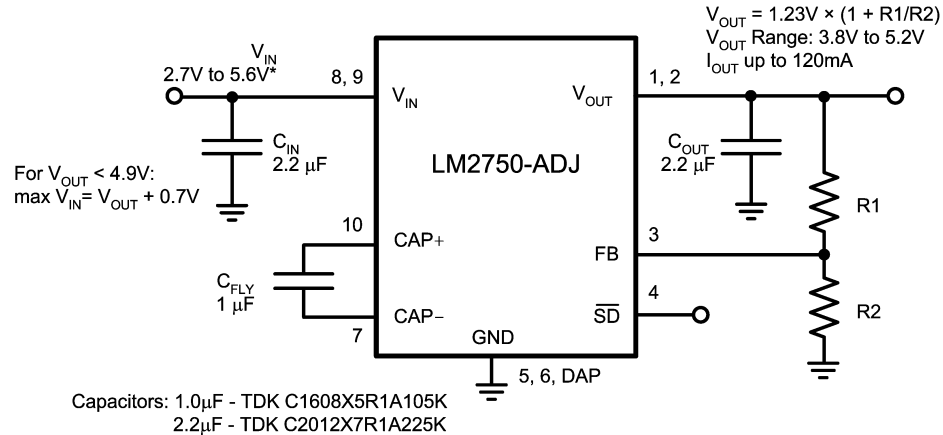 V_OUT = 1.23V × (1 + R1/R2)
V_OUT Range: 3.8V to 5.2V
I_OUT up to 120mA
V_IN
2.7V to 5.6V*
8, 9
1, 2
V_IN
V_OUT
C_IN
2.2 μF
LM2750-ADJ
C_OUT
2.2 μF
For V_OUT < 4.9V:
max V_IN= V_OUT + 0.7V
R1
10
CAP+
3
FB
C_FLY
1 μF
4
S̅D̅
R2
CAP−
7
GND
5, 6, DAP
Capacitors: 1.0μF - TDK C1608X5R1A105K
2.2μF - TDK C2012X7R1A225K